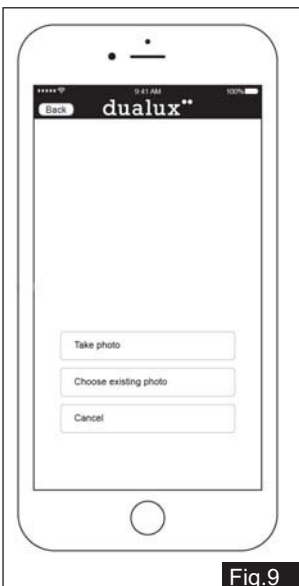 9:41 AM 100%
Back dualux
Take photo
Choose existing photo
Cancel
Fig.9